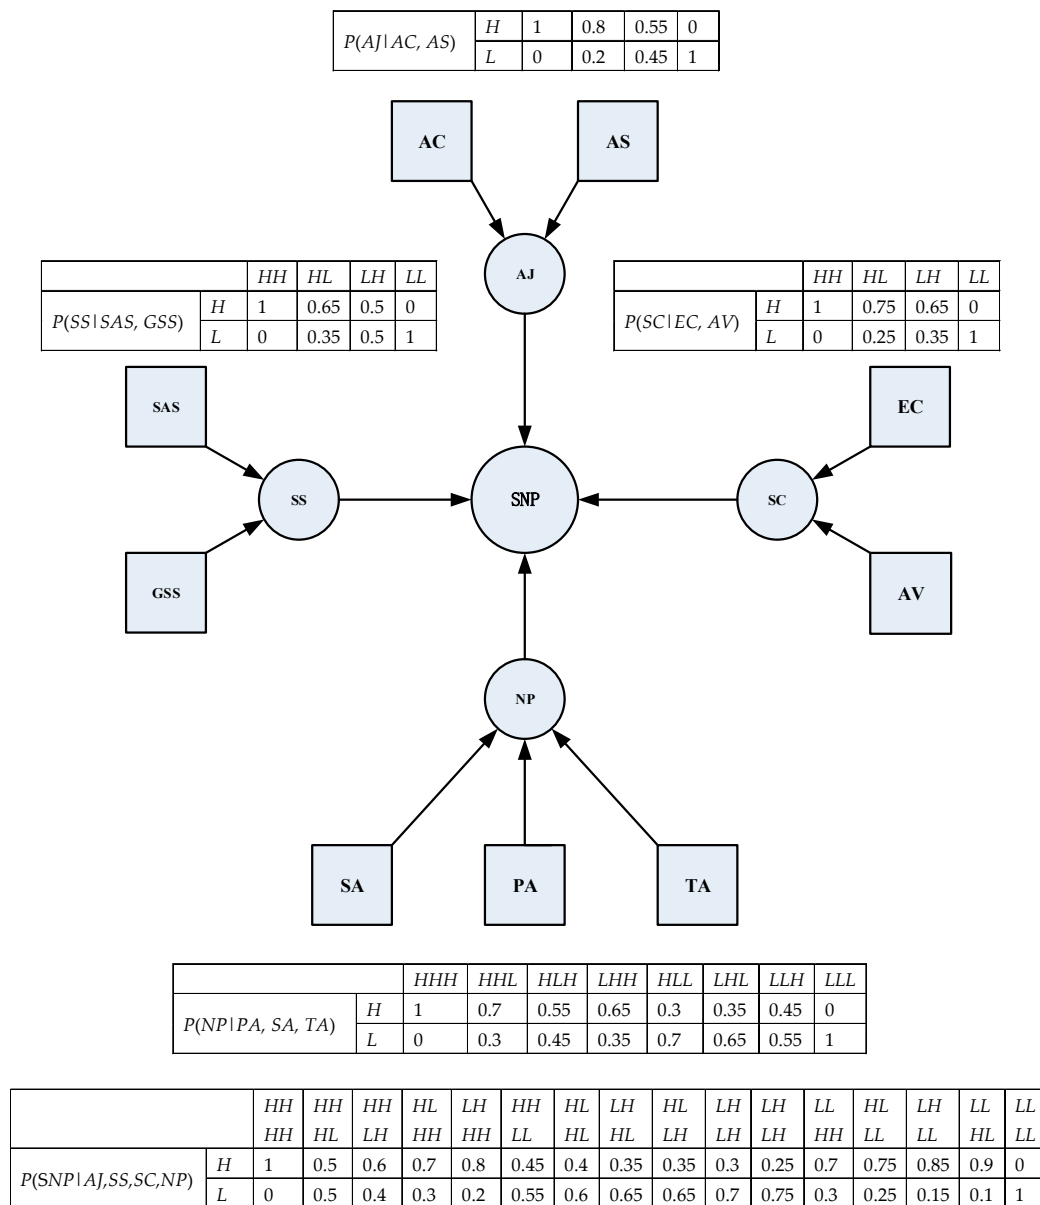 P(AJ|AC, AS) H 1 0.8 0.55 0
L 0 0.2 0.45 1
AC AS
AJ
HH HL LH LL
P(SS|SAS, GSS) H 1 0.65 0.5 0
L 0 0.35 0.5 1
HH HL LH LL
P(SC|EC, AV) H 1 0.75 0.65 0
L 0 0.25 0.35 1
SAS EC
SS SNP SC
GSS AV
NP
SA PA TA
HHH HHL HLH LHH HLL LHL LLH LLL
P(NP|PA, SA, TA) H 1 0.7 0.55 0.65 0.3 0.35 0.45 0
L 0 0.3 0.45 0.35 0.7 0.65 0.55 1
HH HH HH HL LH HH HL LH HL LH LH LL HL LH LL LL
HH HL LH HH HH LL HL HL LH LH LH HH LL LL HL LL
P(SNP|AJ,SS,SC,NP) H 1 0.5 0.6 0.7 0.8 0.45 0.4 0.35 0.35 0.3 0.25 0.7 0.75 0.85 0.9 0
L 0 0.5 0.4 0.3 0.2 0.55 0.6 0.65 0.65 0.7 0.75 0.3 0.25 0.15 0.1 1